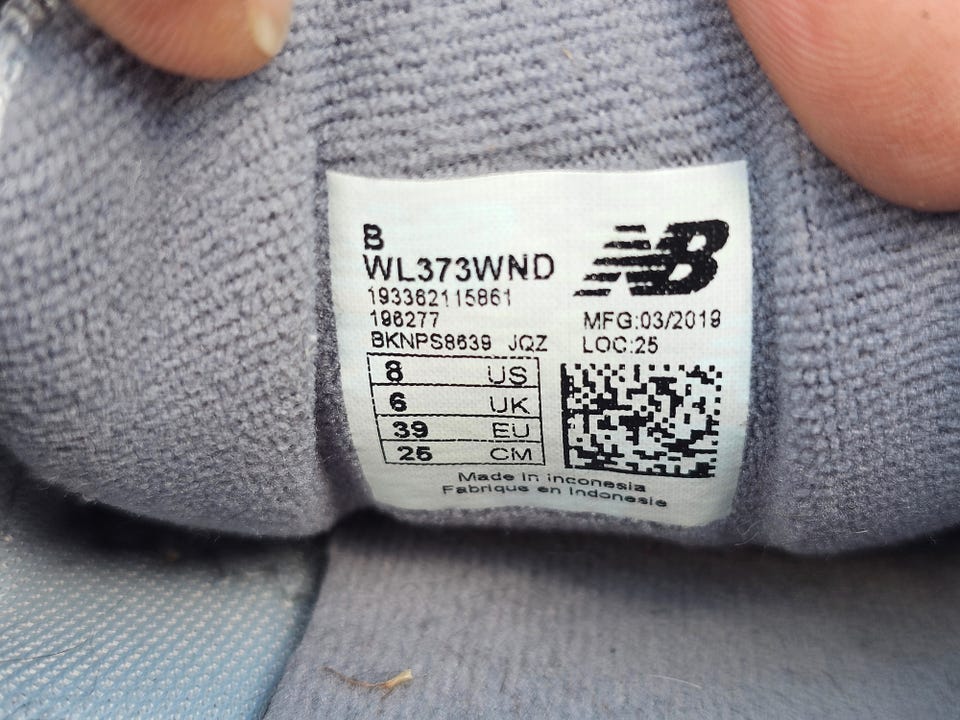 B
WL373WND
NB
193362115861
196277
MFG:03/2019
BKNPS8639 JQZ
LOC:25
8 US
6 UK
39 EU
25 CM
Made in Indonesia
Fabrique en Indonesie